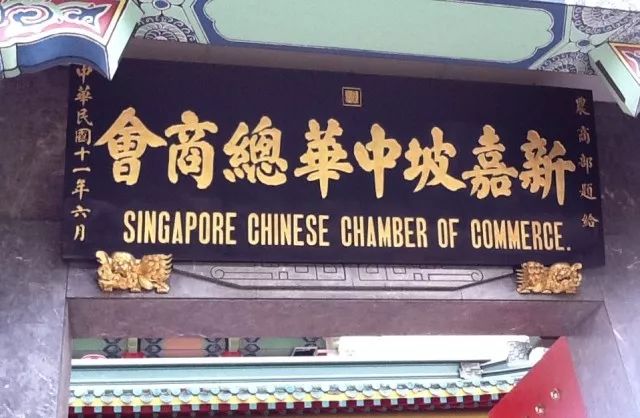 農商部題給
新嘉坡中華總商會
中華民國十一年六月
SINGAPORE CHINESE CHAMBER OF COMMERCE.